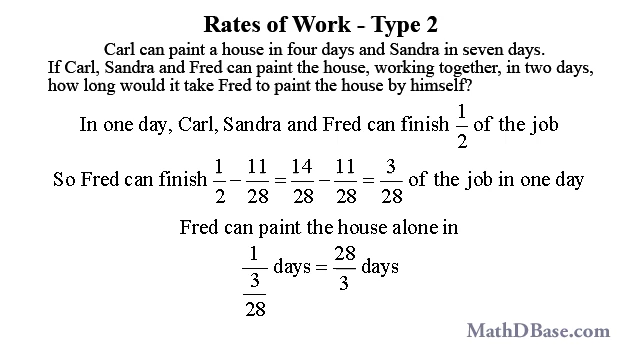 Rates of Work - Type 2
Carl can paint a house in four days and Sandra in seven days.
If Carl, Sandra and Fred can paint the house, working together, in two days,
how long would it take Fred to paint the house by himself?
In one day, Carl, Sandra and Fred can finish 1/2 of the job
So Fred can finish 1/2 − 11/28 = 14/28 − 11/28 = 3/28 of the job in one day
Fred can paint the house alone in
1/(3/28) days = 28/3 days
MathDBase.com